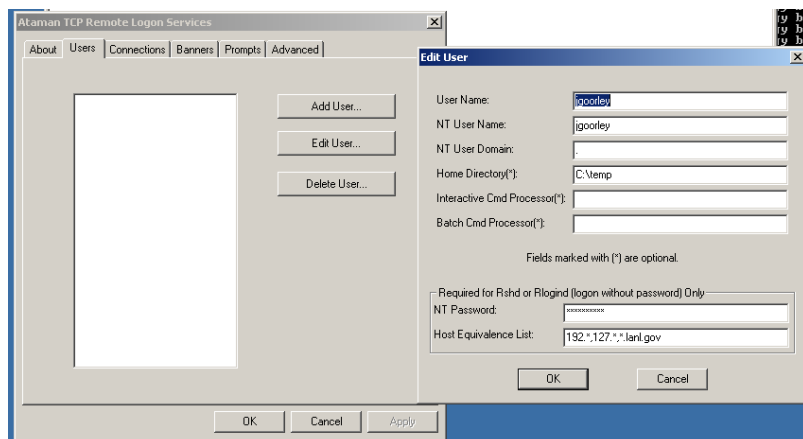 Ataman TCP Remote Logon Services
About Users Connections Banners Prompts Advanced
Add User...
Edit User...
Delete User...
OK Cancel Apply
Edit User
User Name: jgoorley
NT User Name: jgoorley
NT User Domain: .
Home Directory(*): C:\temp
Interactive Cmd Processor(*):
Batch Cmd Processor(*):
Fields marked with (*) are optional.
Required for Rshd or Rlogind (logon without password) Only
NT Password: **********
Host Equivalence List: 192.*,127.*,*.lanl.gov
OK Cancel